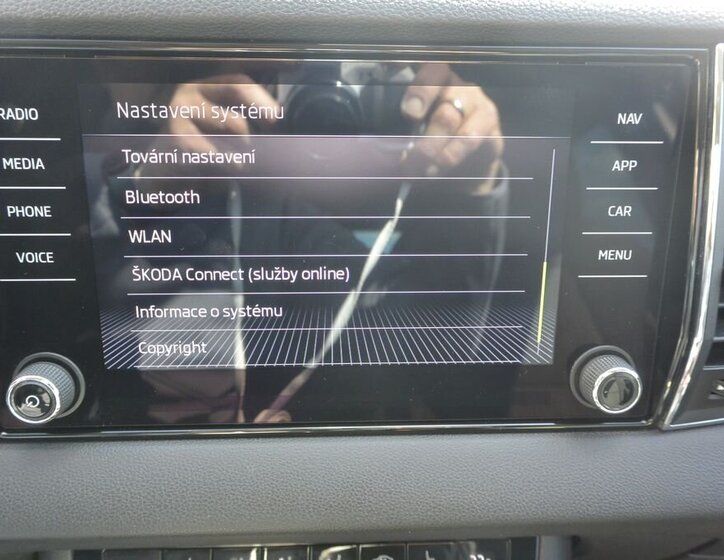 RADIO
MEDIA
PHONE
VOICE
Nastavení systému
Tovární nastavení
Bluetooth
WLAN
ŠKODA Connect (služby online)
Informace o systému
Copyright
NAV
APP
CAR
MENU